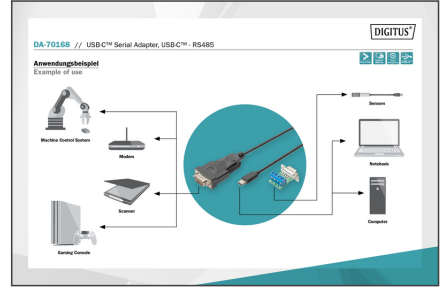 DIGITUS®
DA-70168 // USB-C™ Serial Adapter, USB-C™ - RS485
Anwendungsbeispiel
Example of use
Machine Control System
Modem
Scanner
Gaming Console
Sensors
Notebook
Computer